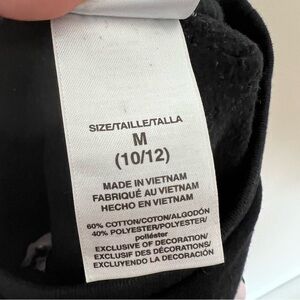 SIZE/TAILLE/TALLA
M
(10/12)
MADE IN VIETNAM
FABRIQUÉ AU VIETNAM
HECHO EN VIETNAM
60% COTTON/COTON/ALGODÓN
40% POLYESTER/POLYESTER/
poliéster
EXCLUSIVE OF DECORATION/
EXCLUSIF DES DÉCORATIONS/
EXCLUYENDO LA DECORACIÓN